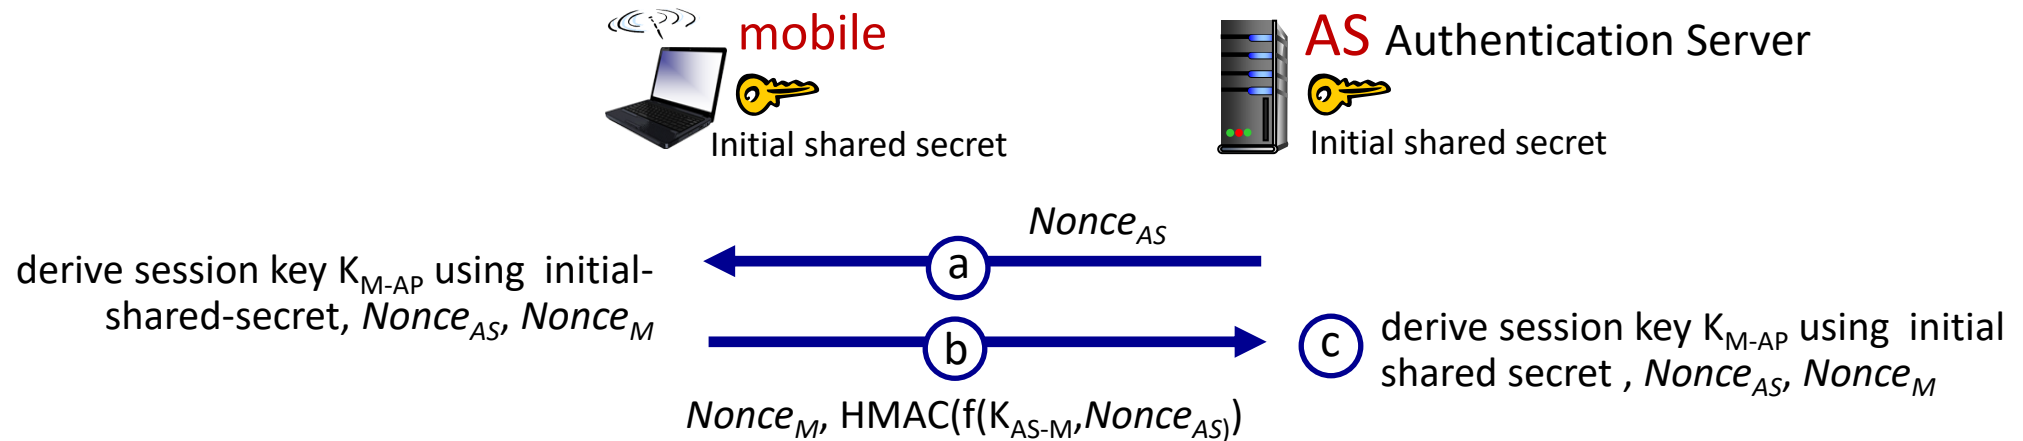 mobile
AS Authentication Server
Initial shared secret
Initial shared secret
Nonce_AS
a
derive session key K_M-AP using initial-
shared-secret, Nonce_AS, Nonce_M
b
Nonce_M, HMAC(f(K_AS-M,Nonce_AS))
c
derive session key K_M-AP using initial
shared secret , Nonce_AS, Nonce_M